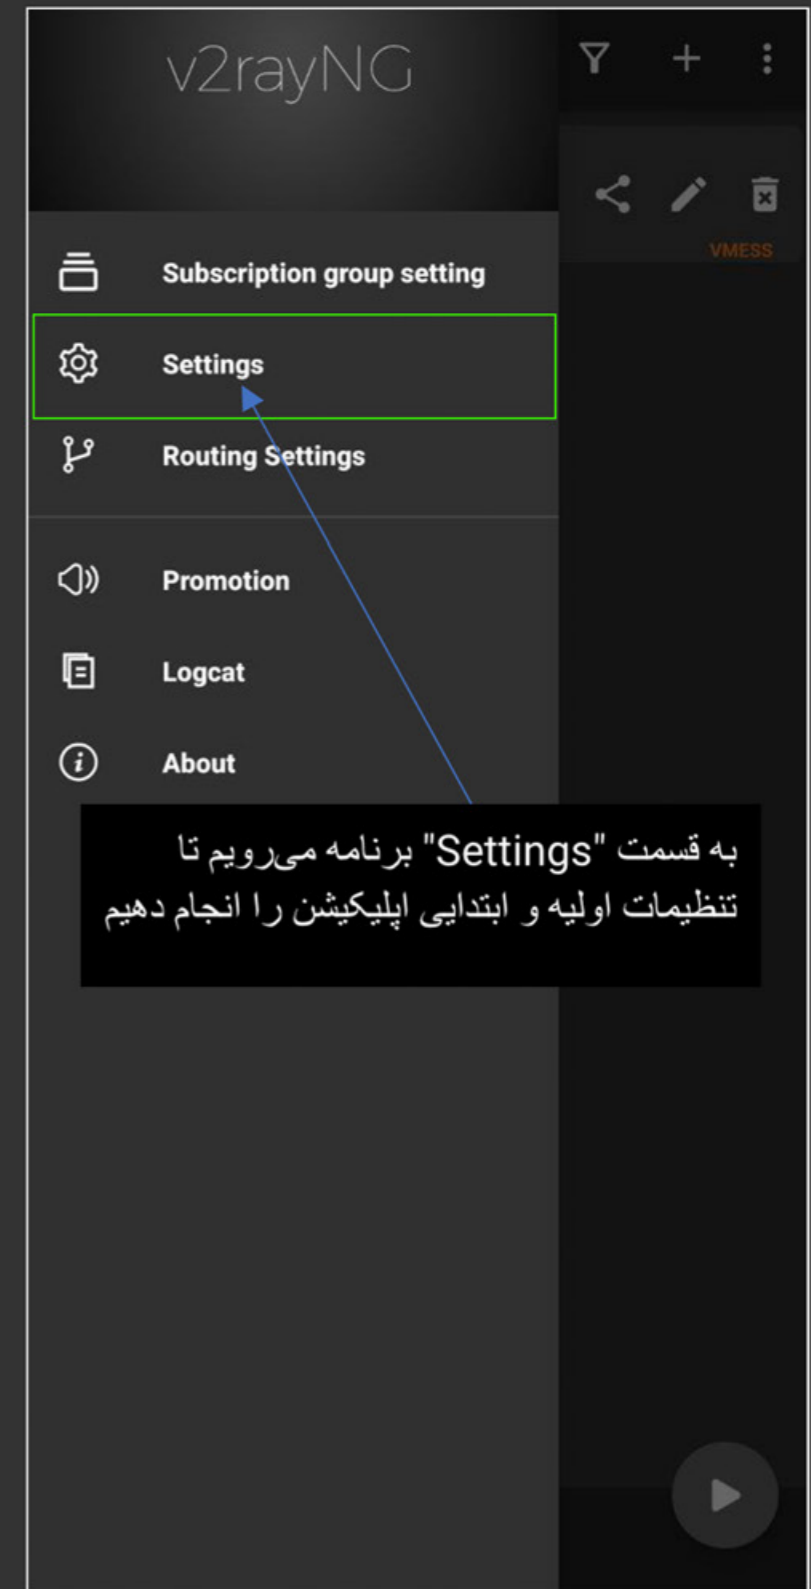 v2rayNG
VMESS
Subscription group setting
Settings
Routing Settings
Promotion
Logcat
About
به قسمت "Settings" برنامه می‌رویم تا
تنظیمات اولیه و ابتدایی اپلیکیشن را انجام دهیم